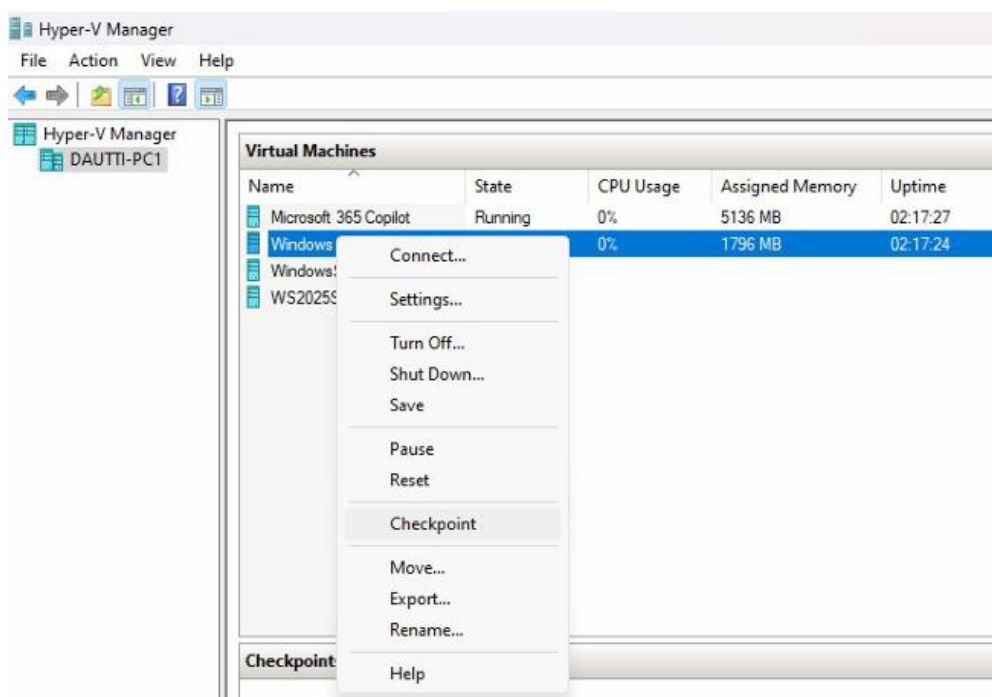 Hyper-V Manager
File Action View Help
Hyper-V Manager
DAUTTI-PC1
Virtual Machines
Name State CPU Usage Assigned Memory Uptime
Microsoft 365 Copilot Running 0% 5136 MB 02:17:27
Windows 0% 1796 MB 02:17:24
Windows
WS2025S
Connect...
Settings...
Turn Off...
Shut Down...
Save
Pause
Reset
Checkpoint
Move...
Export...
Rename...
Help
Checkpoint